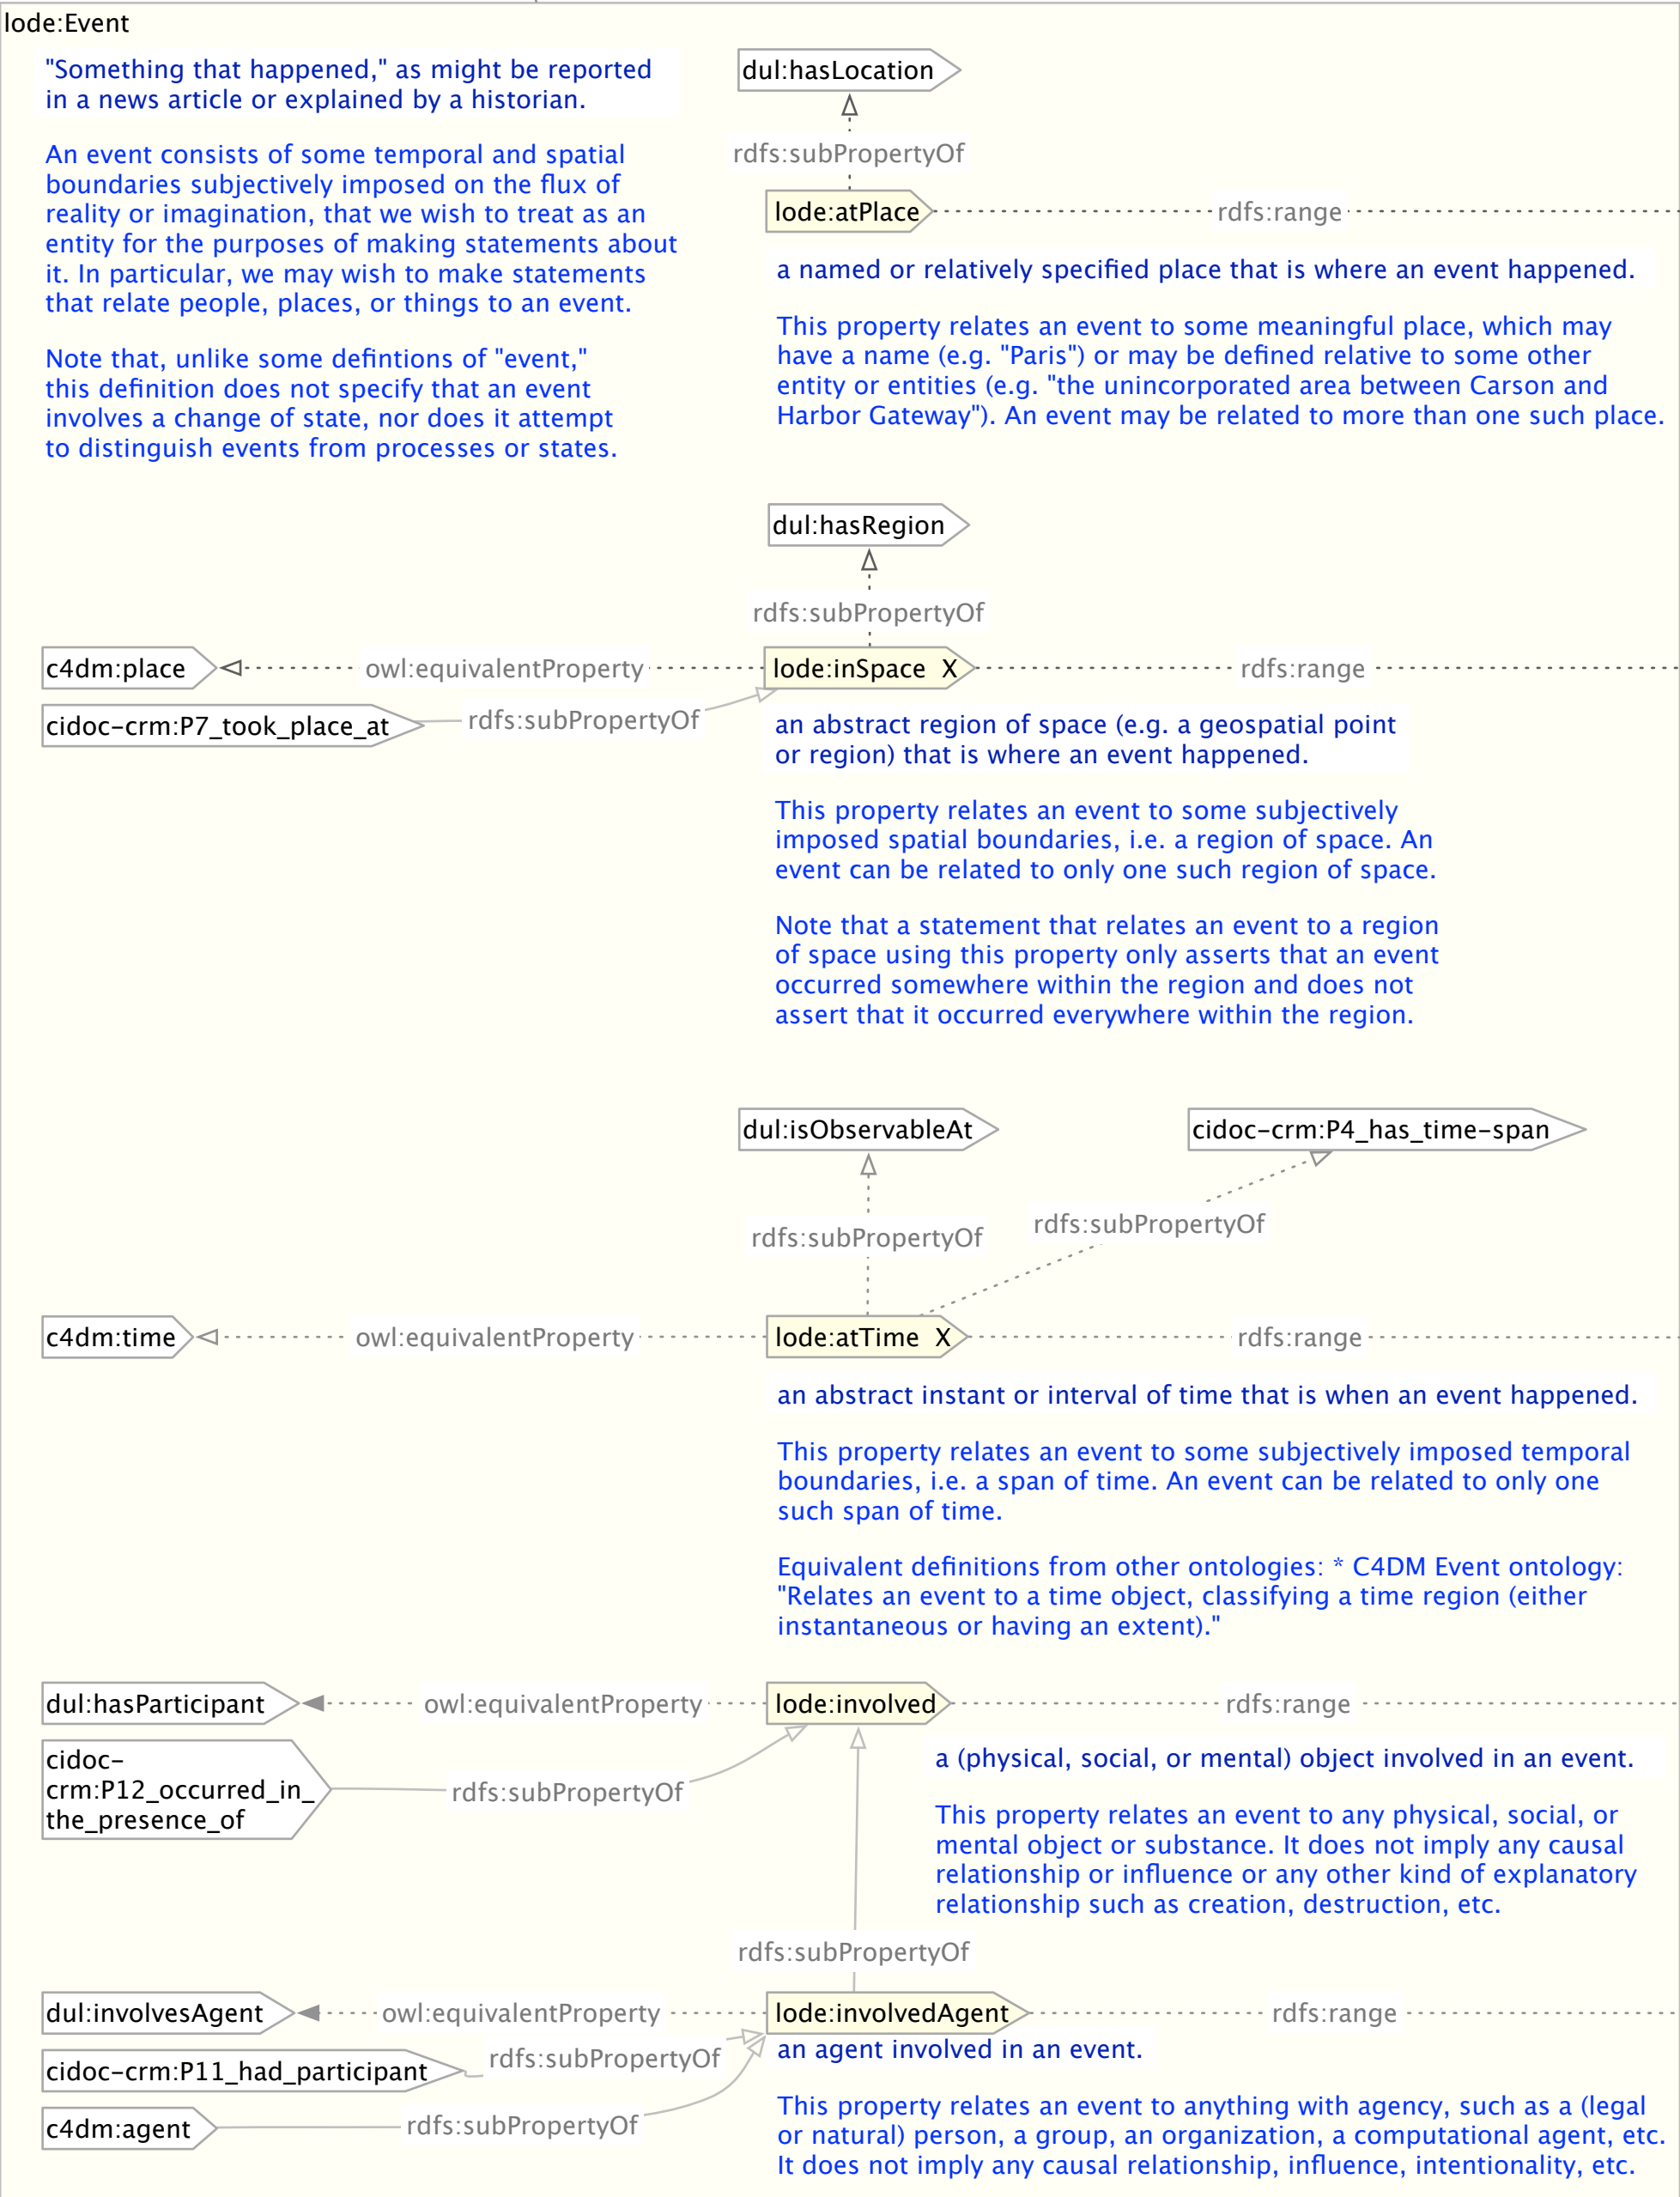 lode:Event
"Something that happened," as might be reported
in a news article or explained by a historian.
An event consists of some temporal and spatial
boundaries subjectively imposed on the flux of
reality or imagination, that we wish to treat as an
entity for the purposes of making statements about
it. In particular, we may wish to make statements
that relate people, places, or things to an event.
Note that, unlike some defintions of "event,"
this definition does not specify that an event
involves a change of state, nor does it attempt
to distinguish events from processes or states.
dul:hasLocation
rdfs:subPropertyOf
lode:atPlace
rdfs:range
a named or relatively specified place that is where an event happened.
This property relates an event to some meaningful place, which may
have a name (e.g. "Paris") or may be defined relative to some other
entity or entities (e.g. "the unincorporated area between Carson and
Harbor Gateway"). An event may be related to more than one such place.
dul:hasRegion
rdfs:subPropertyOf
c4dm:place
owl:equivalentProperty
lode:inSpace X
rdfs:range
cidoc-crm:P7_took_place_at
rdfs:subPropertyOf
an abstract region of space (e.g. a geospatial point
or region) that is where an event happened.
This property relates an event to some subjectively
imposed spatial boundaries, i.e. a region of space. An
event can be related to only one such region of space.
Note that a statement that relates an event to a region
of space using this property only asserts that an event
occurred somewhere within the region and does not
assert that it occurred everywhere within the region.
dul:isObservableAt
cidoc-crm:P4_has_time-span
rdfs:subPropertyOf
rdfs:subPropertyOf
c4dm:time
owl:equivalentProperty
lode:atTime X
rdfs:range
an abstract instant or interval of time that is when an event happened.
This property relates an event to some subjectively imposed temporal
boundaries, i.e. a span of time. An event can be related to only one
such span of time.
Equivalent definitions from other ontologies: * C4DM Event ontology:
"Relates an event to a time object, classifying a time region (either
instantaneous or having an extent)."
dul:hasParticipant
owl:equivalentProperty
lode:involved
rdfs:range
cidoc-
crm:P12_occurred_in_
the_presence_of
rdfs:subPropertyOf
a (physical, social, or mental) object involved in an event.
This property relates an event to any physical, social, or
mental object or substance. It does not imply any causal
relationship or influence or any other kind of explanatory
relationship such as creation, destruction, etc.
rdfs:subPropertyOf
dul:involvesAgent
owl:equivalentProperty
lode:involvedAgent
rdfs:range
cidoc-crm:P11_had_participant
rdfs:subPropertyOf
an agent involved in an event.
c4dm:agent
rdfs:subPropertyOf
This property relates an event to anything with agency, such as a (legal
or natural) person, a group, an organization, a computational agent, etc.
It does not imply any causal relationship, influence, intentionality, etc.